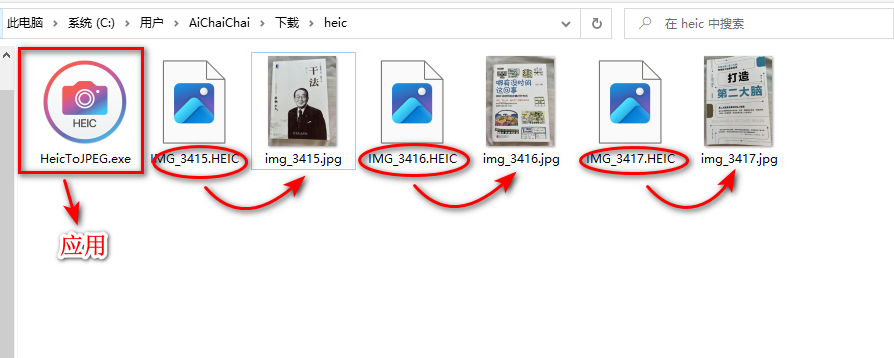 此电脑 > 系统 (C:) > 用户 > AiChaiChai > 下载 > heic
在 heic 中搜索
HEIC
干法
哪有没时间
这回事
打造
第二大脑
HeicToJPEG.exe
IMG_3415.HEIC
img_3415.jpg
IMG_3416.HEIC
img_3416.jpg
IMG_3417.HEIC
img_3417.jpg
应用